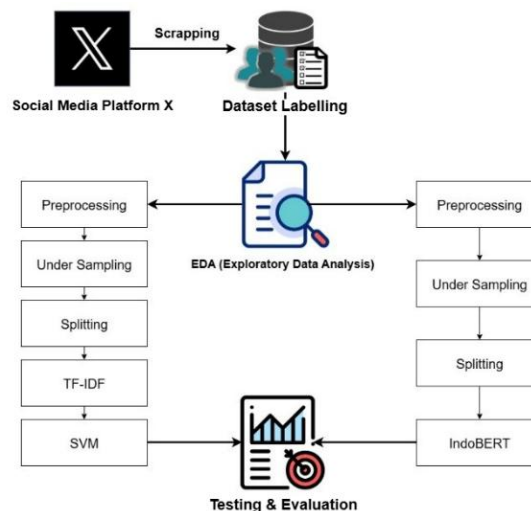 Scrapping
Social Media Platform X
Dataset Labelling
EDA (Exploratory Data Analysis)
Preprocessing
Under Sampling
Splitting
TF-IDF
SVM
Preprocessing
Under Sampling
Splitting
IndoBERT
Testing & Evaluation